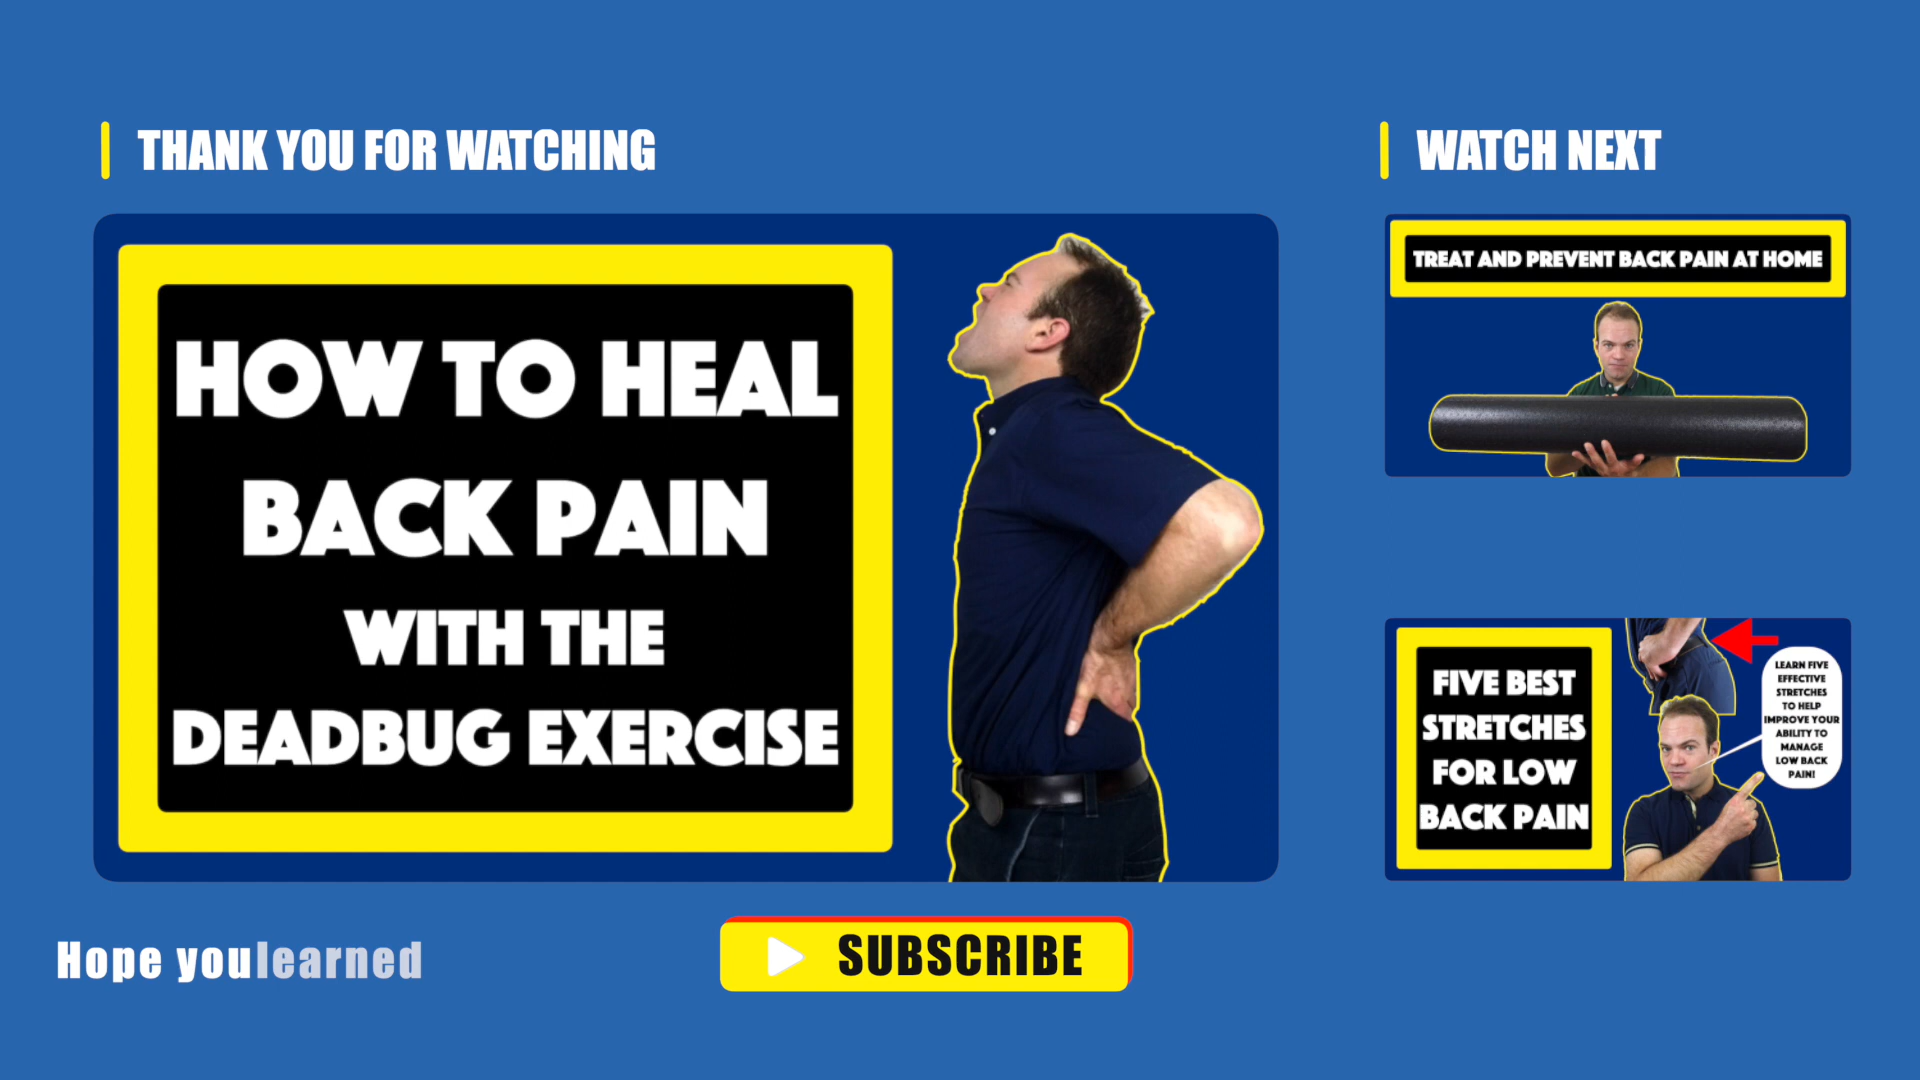 THANK YOU FOR WATCHING
HOW TO HEAL
BACK PAIN
WITH THE
DEADBUG EXERCISE
WATCH NEXT
TREAT AND PREVENT BACK PAIN AT HOME
FIVE BEST
STRETCHES
FOR LOW
BACK PAIN
LEARN FIVE
EFFECTIVE
STRETCHES
TO HELP
IMPROVE YOUR
ABILITY TO
MANAGE
LOW BACK
PAIN!
Hope you learned
SUBSCRIBE